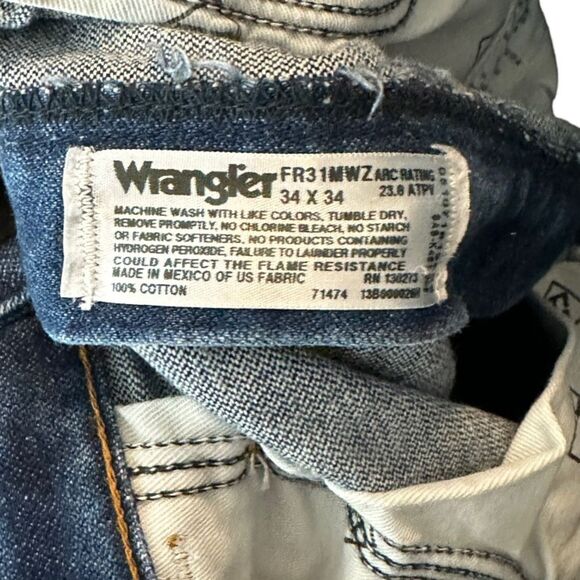 Wrangler FR31MWZ ARC RATING
34 X 34 23.8 ATPV
MACHINE WASH WITH LIKE COLORS, TUMBLE DRY,
REMOVE PROMPTLY. NO CHLORINE BLEACH, NO STARCH
OR FABRIC SOFTENERS. NO PRODUCTS CONTAINING
HYDROGEN PEROXIDE, FAILURE TO LAUNDER PROPERLY
COULD AFFECT THE FLAME RESISTANCE
MADE IN MEXICO OF US FABRIC RN 130273
100% COTTON 71474